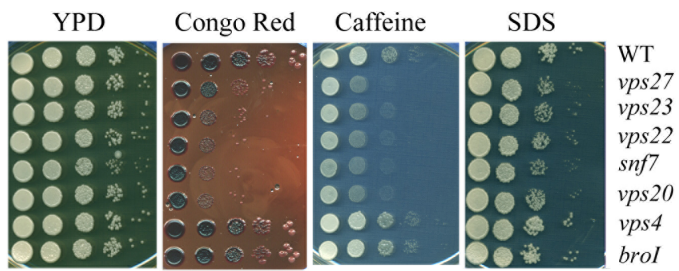 YPD Congo Red Caffeine SDS
WT
vps27
vps23
vps22
snf7
vps20
vps4
broI